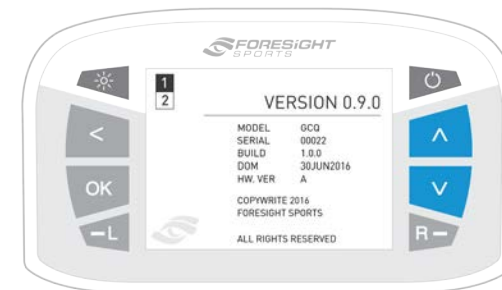 FORESiGHT
SPORTS
1
2
VERSION 0.9.0
MODEL GCQ
SERIAL 00022
BUILD 1.0.0
DOM 30JUN2016
HW. VER A
COPYWRITE 2016
FORESIGHT SPORTS
ALL RIGHTS RESERVED
<
OK
L
R